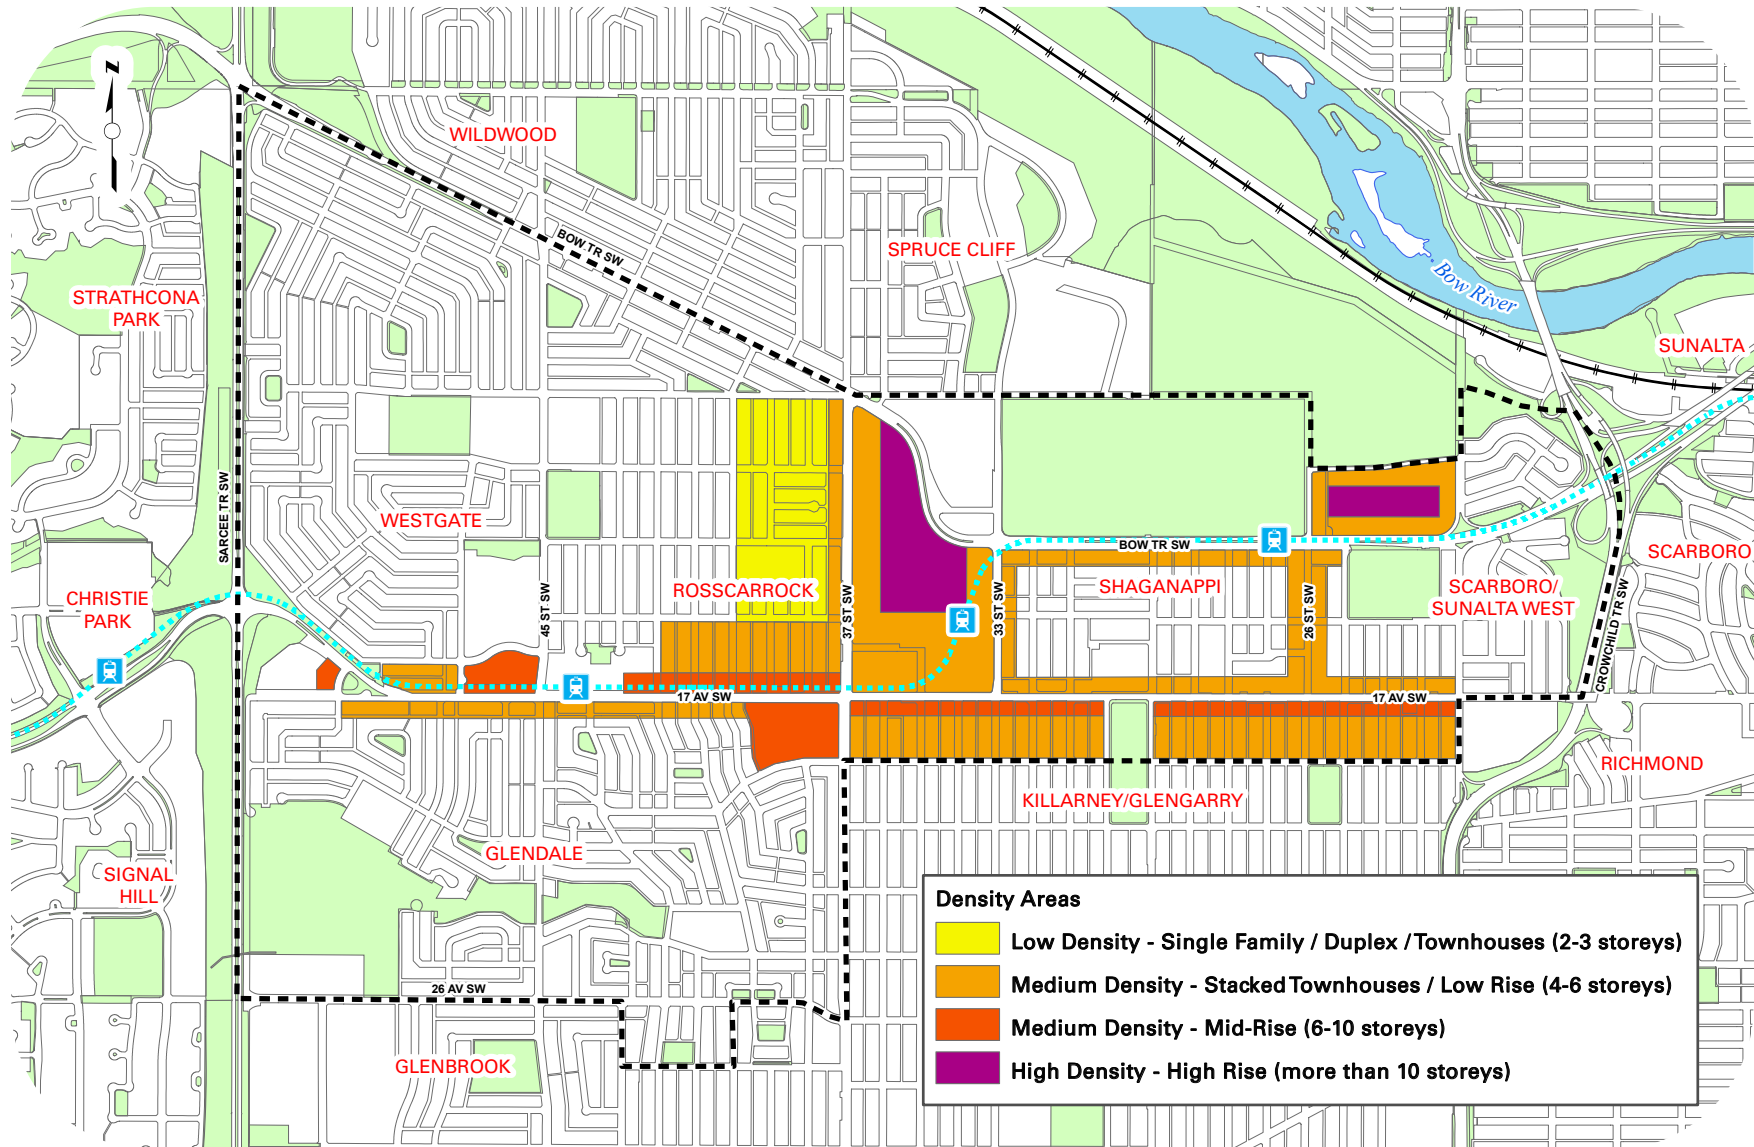 N
WILDWOOD
BOW TR SW
SPRUCE CLIFF
STRATHCONA
PARK
Bow River
SUNALTA
SARCEE TR SW
WESTGATE
BOW TR SW
SCARBORO
CHRISTIE
PARK
45 ST SW
ROSSCARROCK
37 ST SW
33 ST SW
SHAGANAPPI
26 ST SW
SCARBORO/
SUNALTA WEST
CROWCHILD TR SW
17 AV SW
17 AV SW
RICHMOND
KILLARNEY/GLENGARRY
GLENDALE
SIGNAL
HILL
26 AV SW
GLENBROOK
Density Areas
Low Density - Single Family / Duplex / Townhouses (2-3 storeys)
Medium Density - Stacked Townhouses / Low Rise (4-6 storeys)
Medium Density - Mid-Rise (6-10 storeys)
High Density - High Rise (more than 10 storeys)